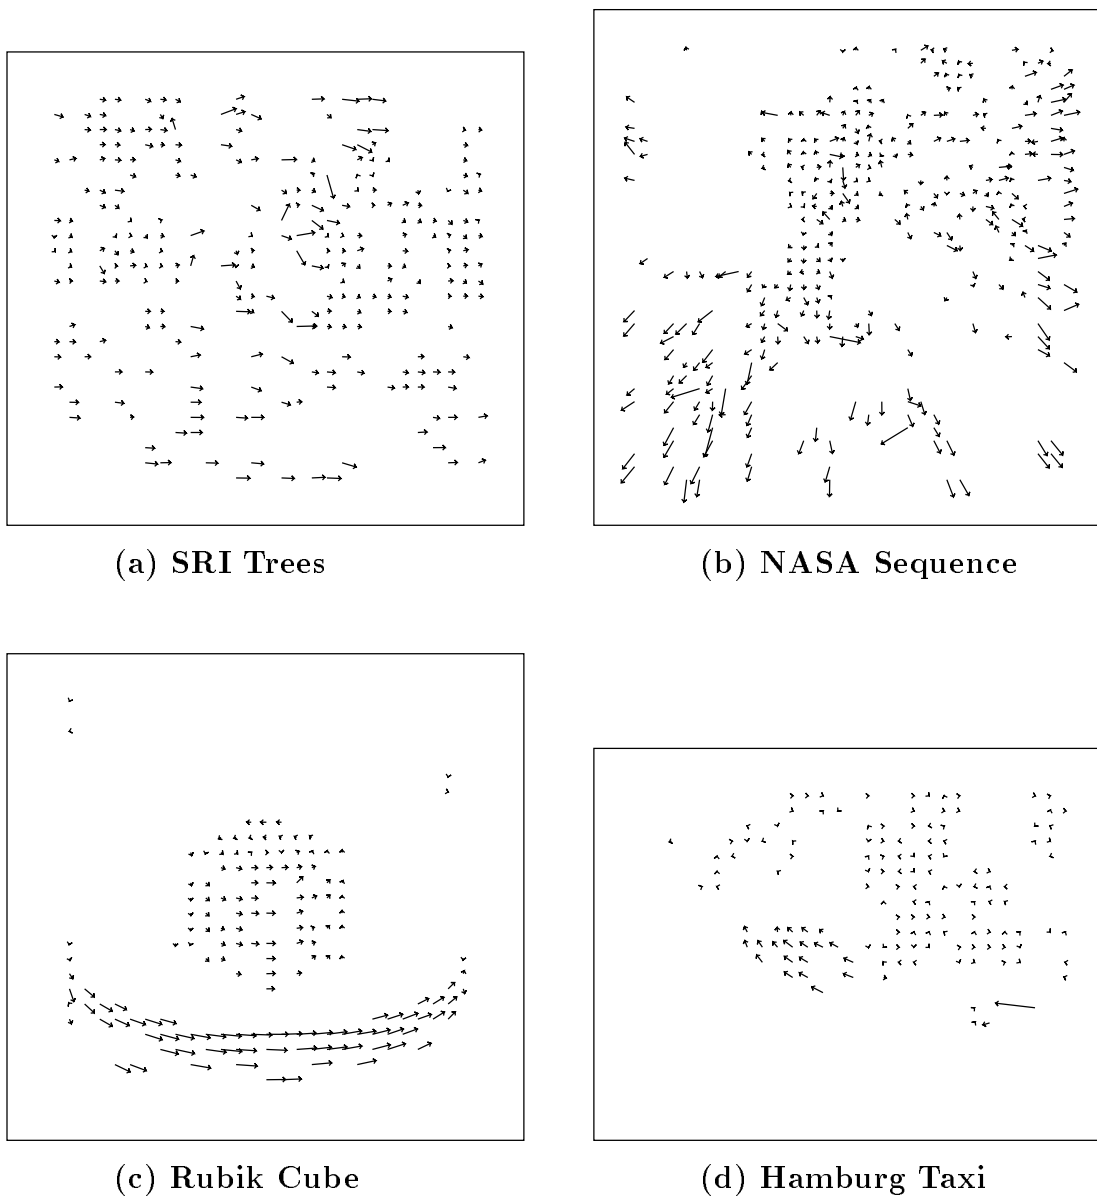 (a) SRI Trees
(b) NASA Sequence
(c) Rubik Cube
(d) Hamburg Taxi